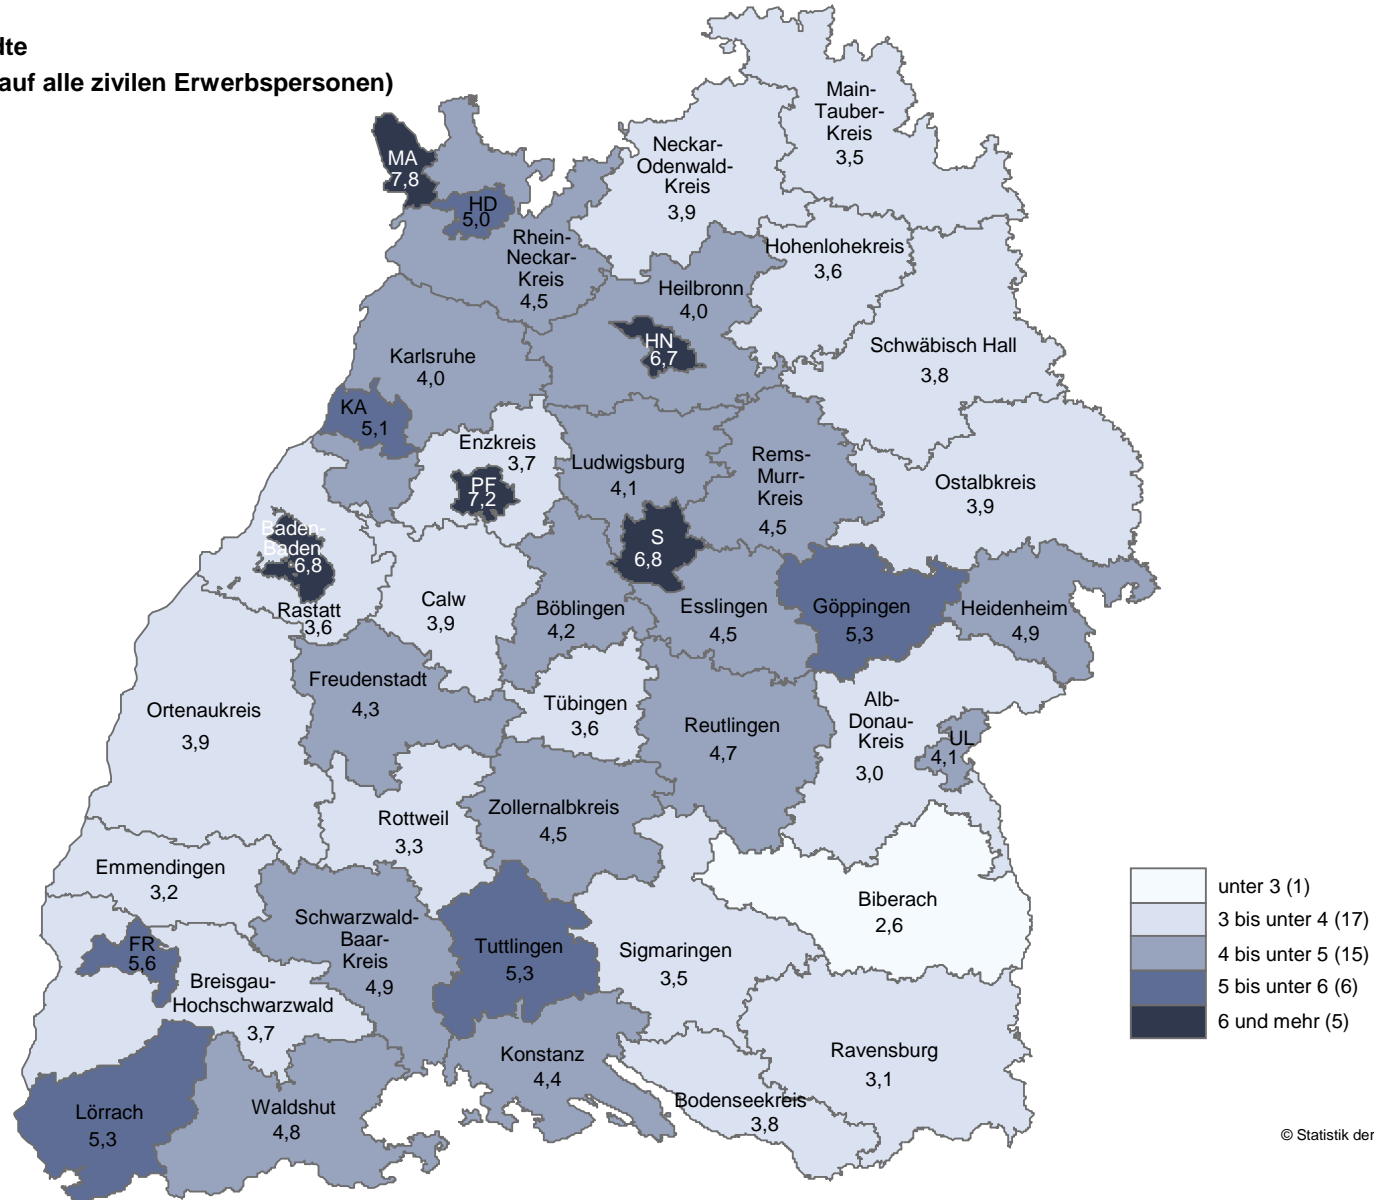 dte
auf alle zivilen Erwerbspersonen)
Main-
Tauber-
Kreis
3,5
Neckar-
Odenwald-
Kreis
3,9
MA
7,8
HD
5,0
Rhein-
Neckar-
Kreis
4,5
Hohenlohekreis
3,6
Heilbronn
4,0
HN
6,7
Schwäbisch Hall
3,8
Karlsruhe
4,0
KA
5,1
Enzkreis
3,7
PF
7,2
Ludwigsburg
4,1
Rems-
Murr-
Kreis
4,5
Ostalbkreis
3,9
Baden-
Baden
6,8
S
6,8
Rastatt
3,6
Calw
3,9
Böblingen
4,2
Esslingen
4,5
Göppingen
5,3
Heidenheim
4,9
Freudenstadt
4,3
Ortenaukreis
3,9
Tübingen
3,6
Reutlingen
4,7
Alb-
Donau-
Kreis
3,0
UL
4,1
Rottweil
3,3
Zollernalbkreis
4,5
Emmendingen
3,2
Biberach
2,6
Schwarzwald-
Baar-
Kreis
4,9
Tuttlingen
5,3
Sigmaringen
3,5
FR
5,6
Breisgau-
Hochschwarzwald
3,7
Konstanz
4,4
Ravensburg
3,1
Bodenseekreis
3,8
Lörrach
5,3
Waldshut
4,8
unter 3 (1)
3 bis unter 4 (17)
4 bis unter 5 (15)
5 bis unter 6 (6)
6 und mehr (5)
© Statistik der